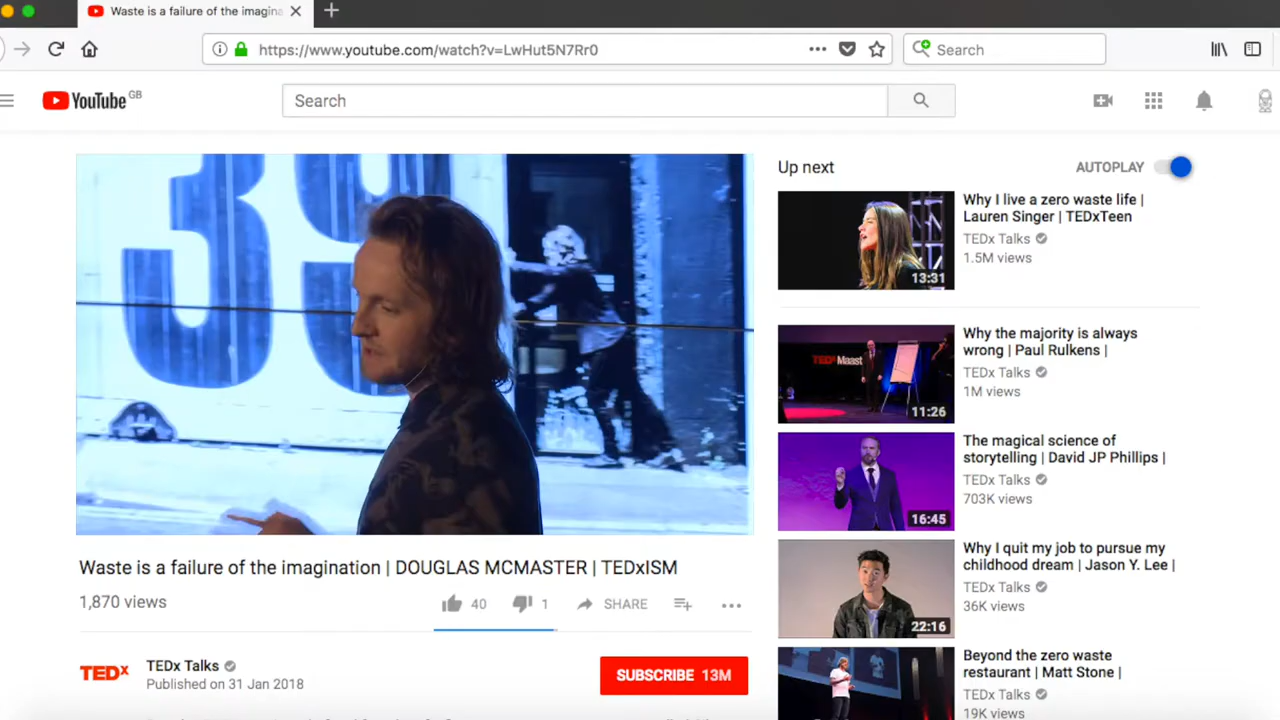 Waste is a failure of the imagina
https://www.youtube.com/watch?v=LwHut5N7Rr0
Search
YouTube GB
Search
39
Up next
AUTOPLAY
Why I live a zero waste life |
Lauren Singer | TEDxTeen
TEDx Talks
1.5M views
13:31
Why the majority is always
wrong | Paul Rulkens |
TEDx Talks
1M views
TEDx Maast
11:26
The magical science of
storytelling | David JP Phillips |
TEDx Talks
703K views
16:45
Why I quit my job to pursue my
childhood dream | Jason Y. Lee |
TEDx Talks
36K views
22:16
Beyond the zero waste
restaurant | Matt Stone |
TEDx Talks
19K views
Waste is a failure of the imagination | DOUGLAS MCMASTER | TEDxISM
1,870 views
40
1
SHARE
TEDx
TEDx Talks
Published on 31 Jan 2018
SUBSCRIBE 13M